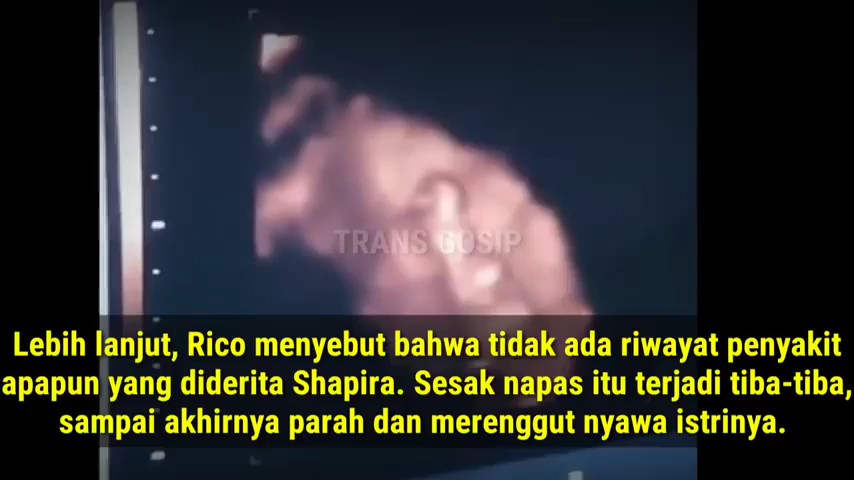 TRANS GOSIP
Lebih lanjut, Rico menyebut bahwa tidak ada riwayat penyakit
apapun yang diderita Shapira. Sesak napas itu terjadi tiba-tiba,
sampai akhirnya parah dan merenggut nyawa istrinya.